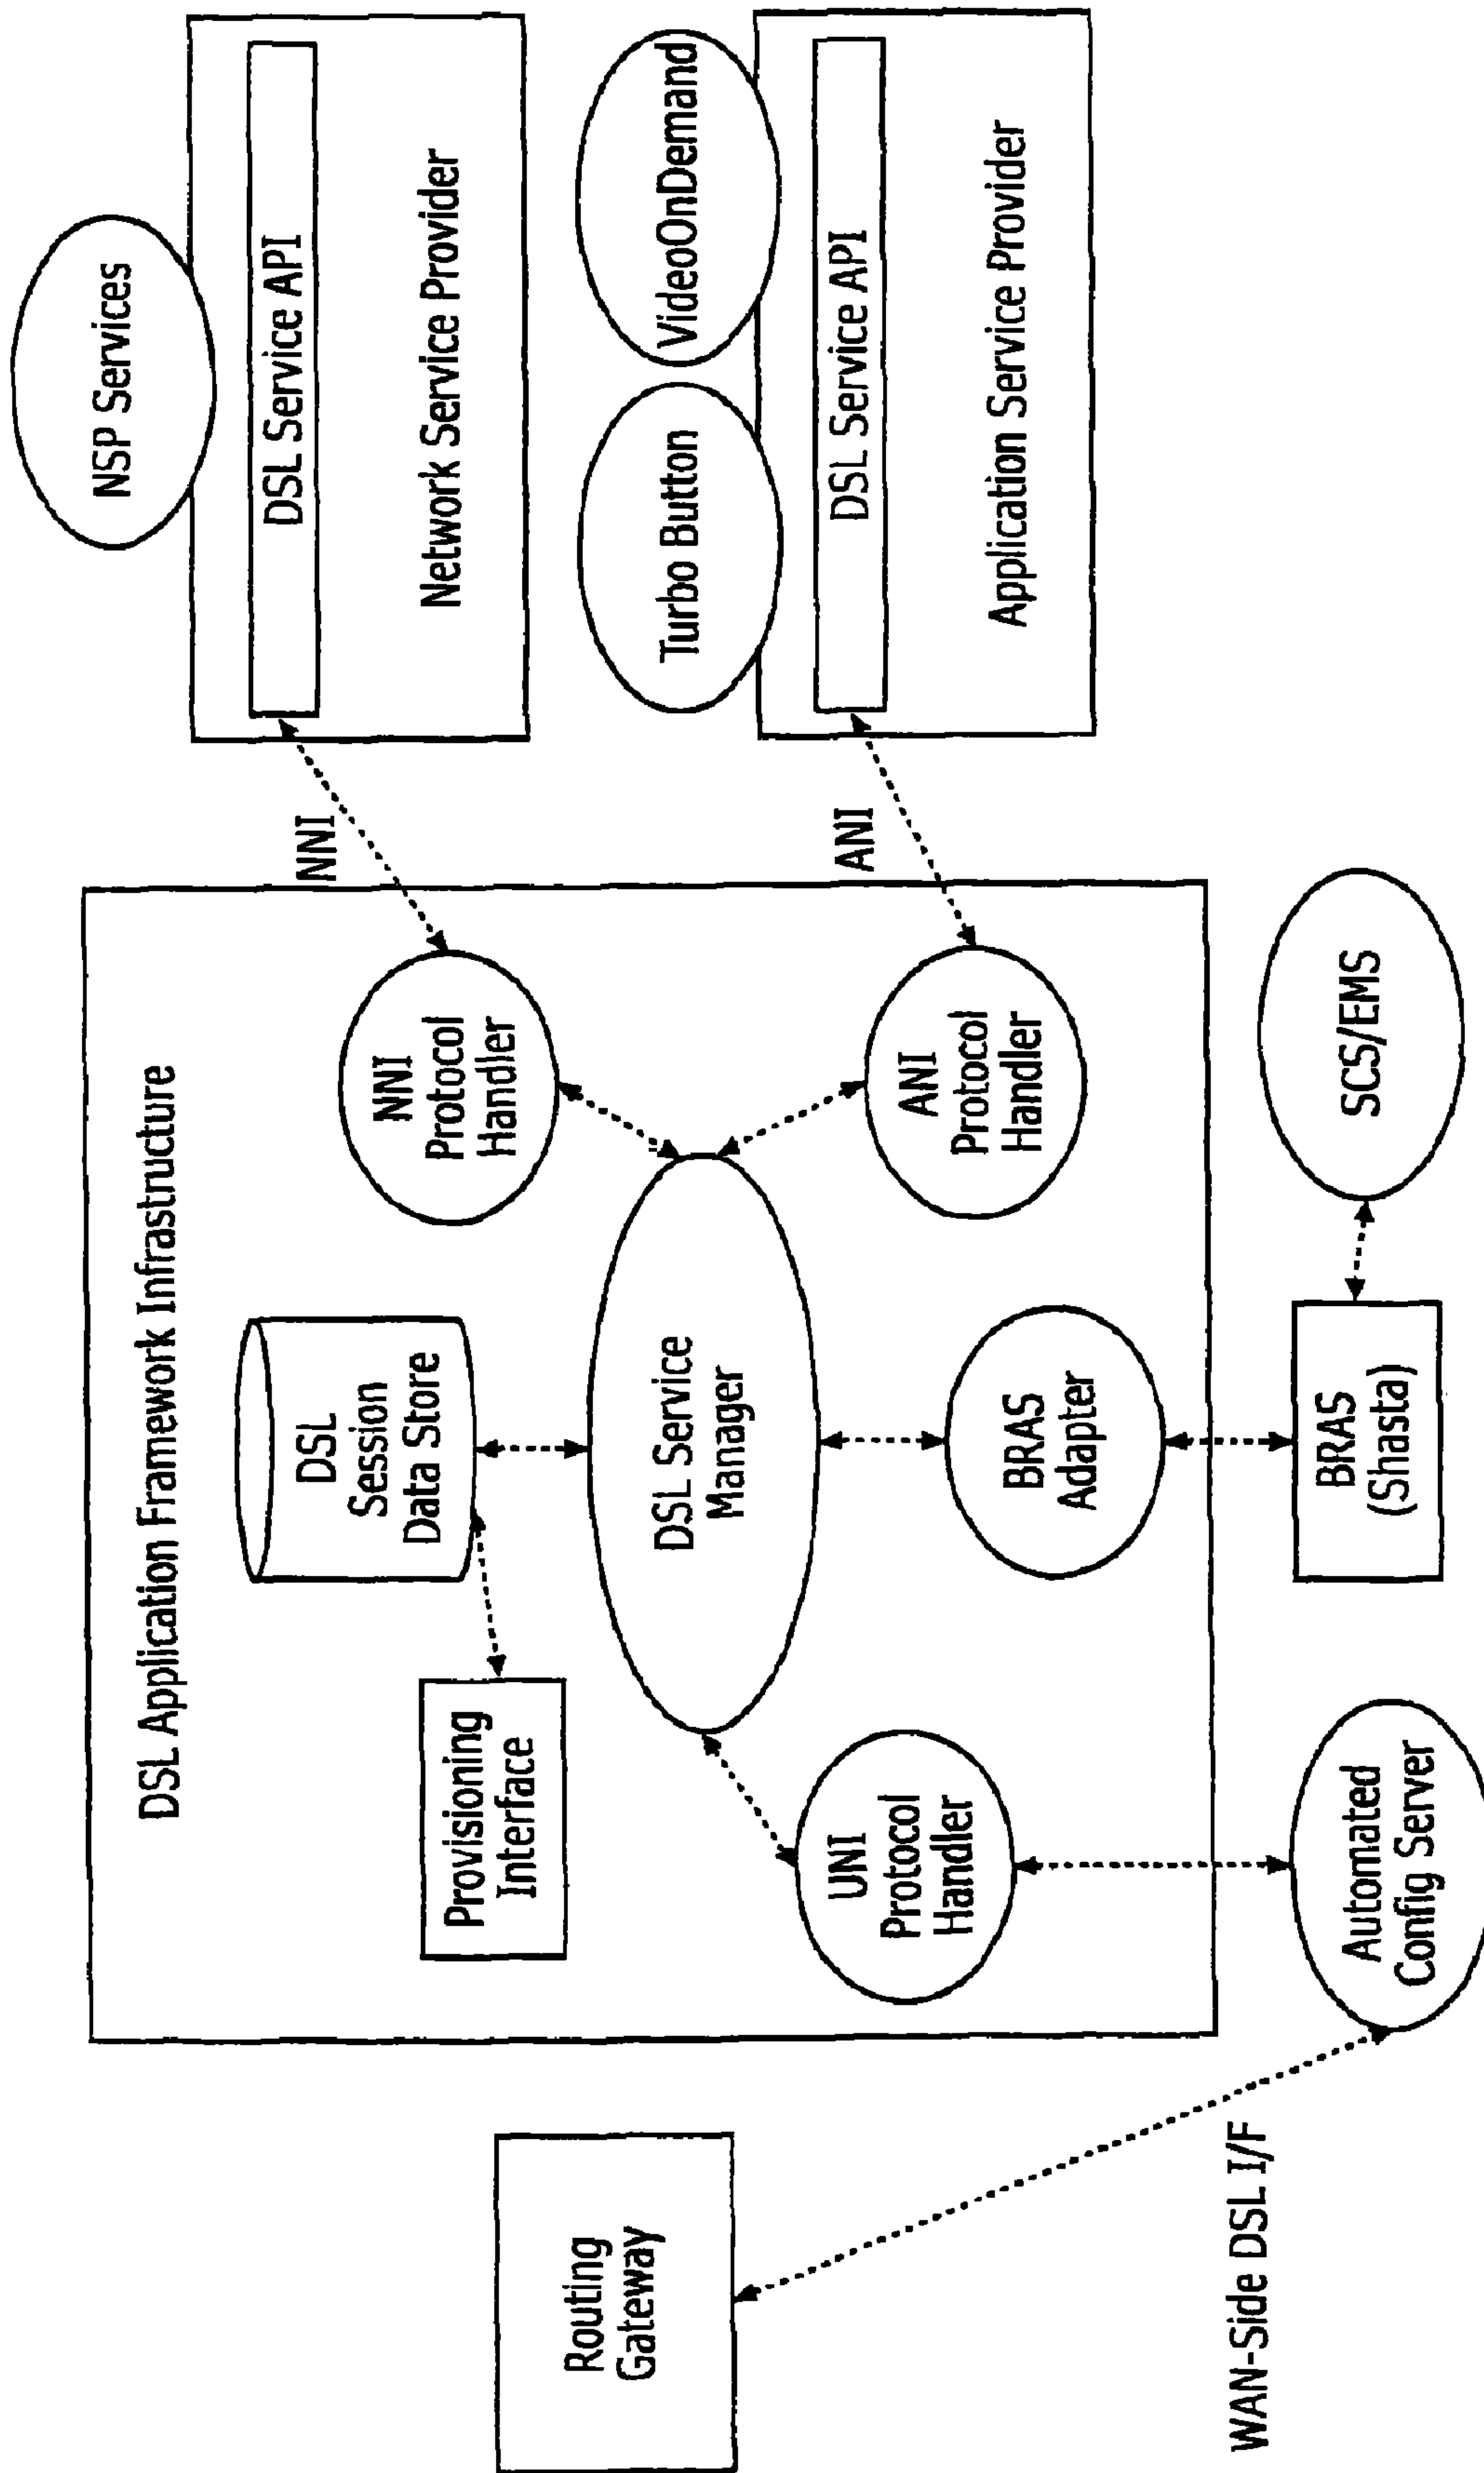 DSL Application Framework Infrastructure
Routing
Gateway
WAN-Side DSL I/F
Provisioning
Interface
DSL
Session
Data Store
NNI
Protocol
Handler
DSL Service
Manager
UNI
Protocol
Handler
BRAS
Adapter
ANI
Protocol
Handler
Automated
Config Server
BRAS
(Shasta)
SCS/EMS
NNI
ANI
NSP Services
DSL Service API
Network Service Provider
Turbo Button
VideoOnDemand
DSL Service API
Application Service Provider